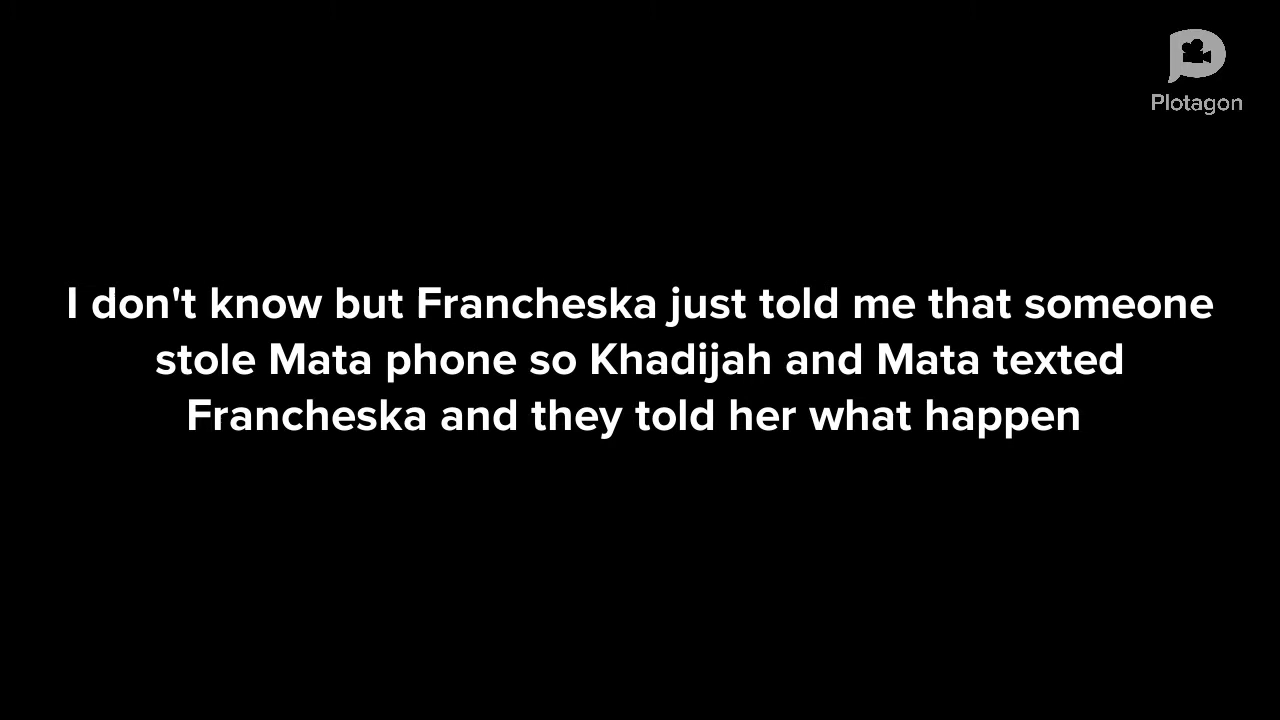 Plotagon
I don't know but Francheska just told me that someone
stole Mata phone so Khadijah and Mata texted
Francheska and they told her what happen